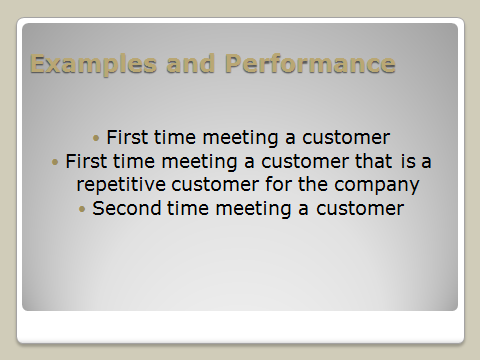 Examples and Performance
• First time meeting a customer
• First time meeting a customer that is a
repetitive customer for the company
• Second time meeting a customer